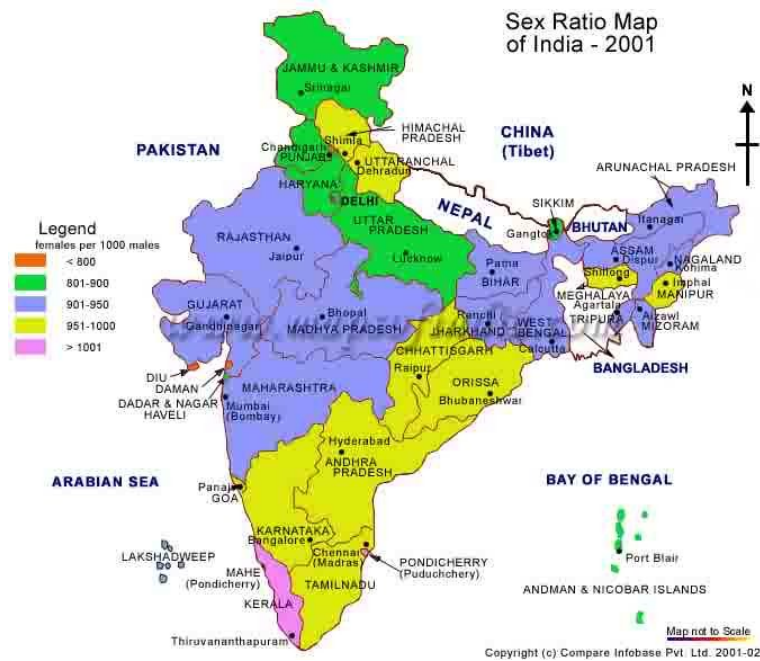 Sex Ratio Map
of India - 2001
JAMMU & KASHMIR
Srinagar
N
HIMACHAL
PRADESH
CHINA
(Tibet)
PAKISTAN
Shimla
Chandigarh
PUNJAB
UTTARANCHAL
Dehradun
ARUNACHAL PRADESH
HARYANA
DELHI
NEPAL
SIKKIM
Gangtok
BHUTAN
Itanagar
Legend
females per 1000 males
< 800
801-900
901-950
951-1000
> 1001
RAJASTHAN
Jaipur
UTTAR
PRADESH
Lucknow
ASSAM
Dispur
NAGALAND
Kohima
Patna
BIHAR
Shillogg
MEGHALAYA
Imphal
MANIPUR
Agartala
TRIPURA
Aizawl
MIZORAM
GUJARAT
Gandhinagar
Bhopal
MADHYA PRADESH
Ranchi
JHARKHAND
WEST
BENGAL
Calcutta
BANGLADESH
DIU
DAMAN
DADAR & NAGAR
HAVELI
MAHARASHTRA
Mumbai
(Bombay)
CHHATTISGARH
Raipur
ORISSA
Bhubaneshwar
Hyderabad
ANDHRA
PRADESH
ARABIAN SEA
Panaji
GOA
BAY OF BENGAL
KARNATAKA
Bangalore
Chennai
(Madras)
PONDICHERRY
(Puduchchery)
LAKSHADWEEP
MAHE
(Pondicherry)
KERALA
TAMILNADU
Thiruvananthapuram
Port Blair
ANDMAN & NICOBAR ISLANDS
Map not to Scale
Copyright (c) Compare Infobase Pvt. Ltd. 2001-02